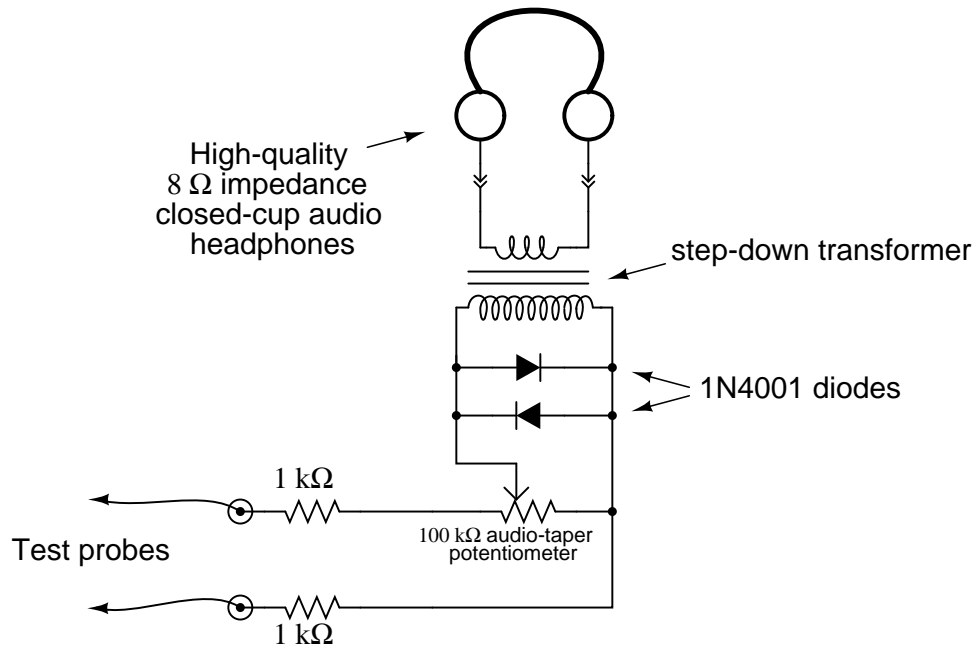 High-quality
8 Ω impedance
closed-cup audio
headphones
step-down transformer
1N4001 diodes
1 kΩ
100 kΩ audio-taper
potentiometer
Test probes
1 kΩ